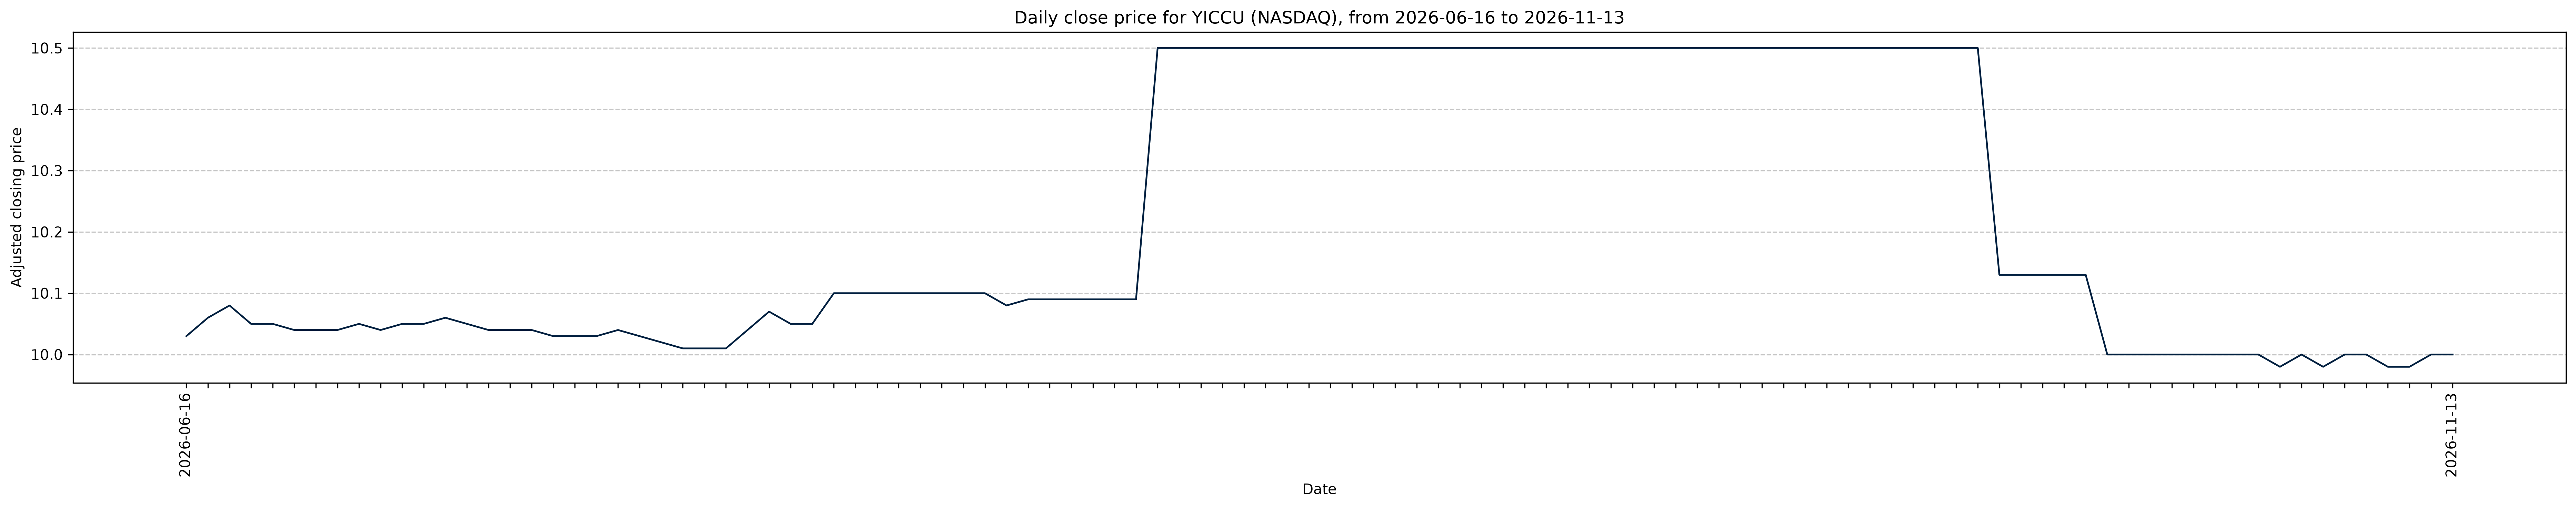 Daily close price for YICCU (NASDAQ), from 2026-06-16 to 2026-11-13
Adjusted closing price
10.5
10.4
10.3
10.2
10.1
10.0
2026-06-16
2026-11-13
Date